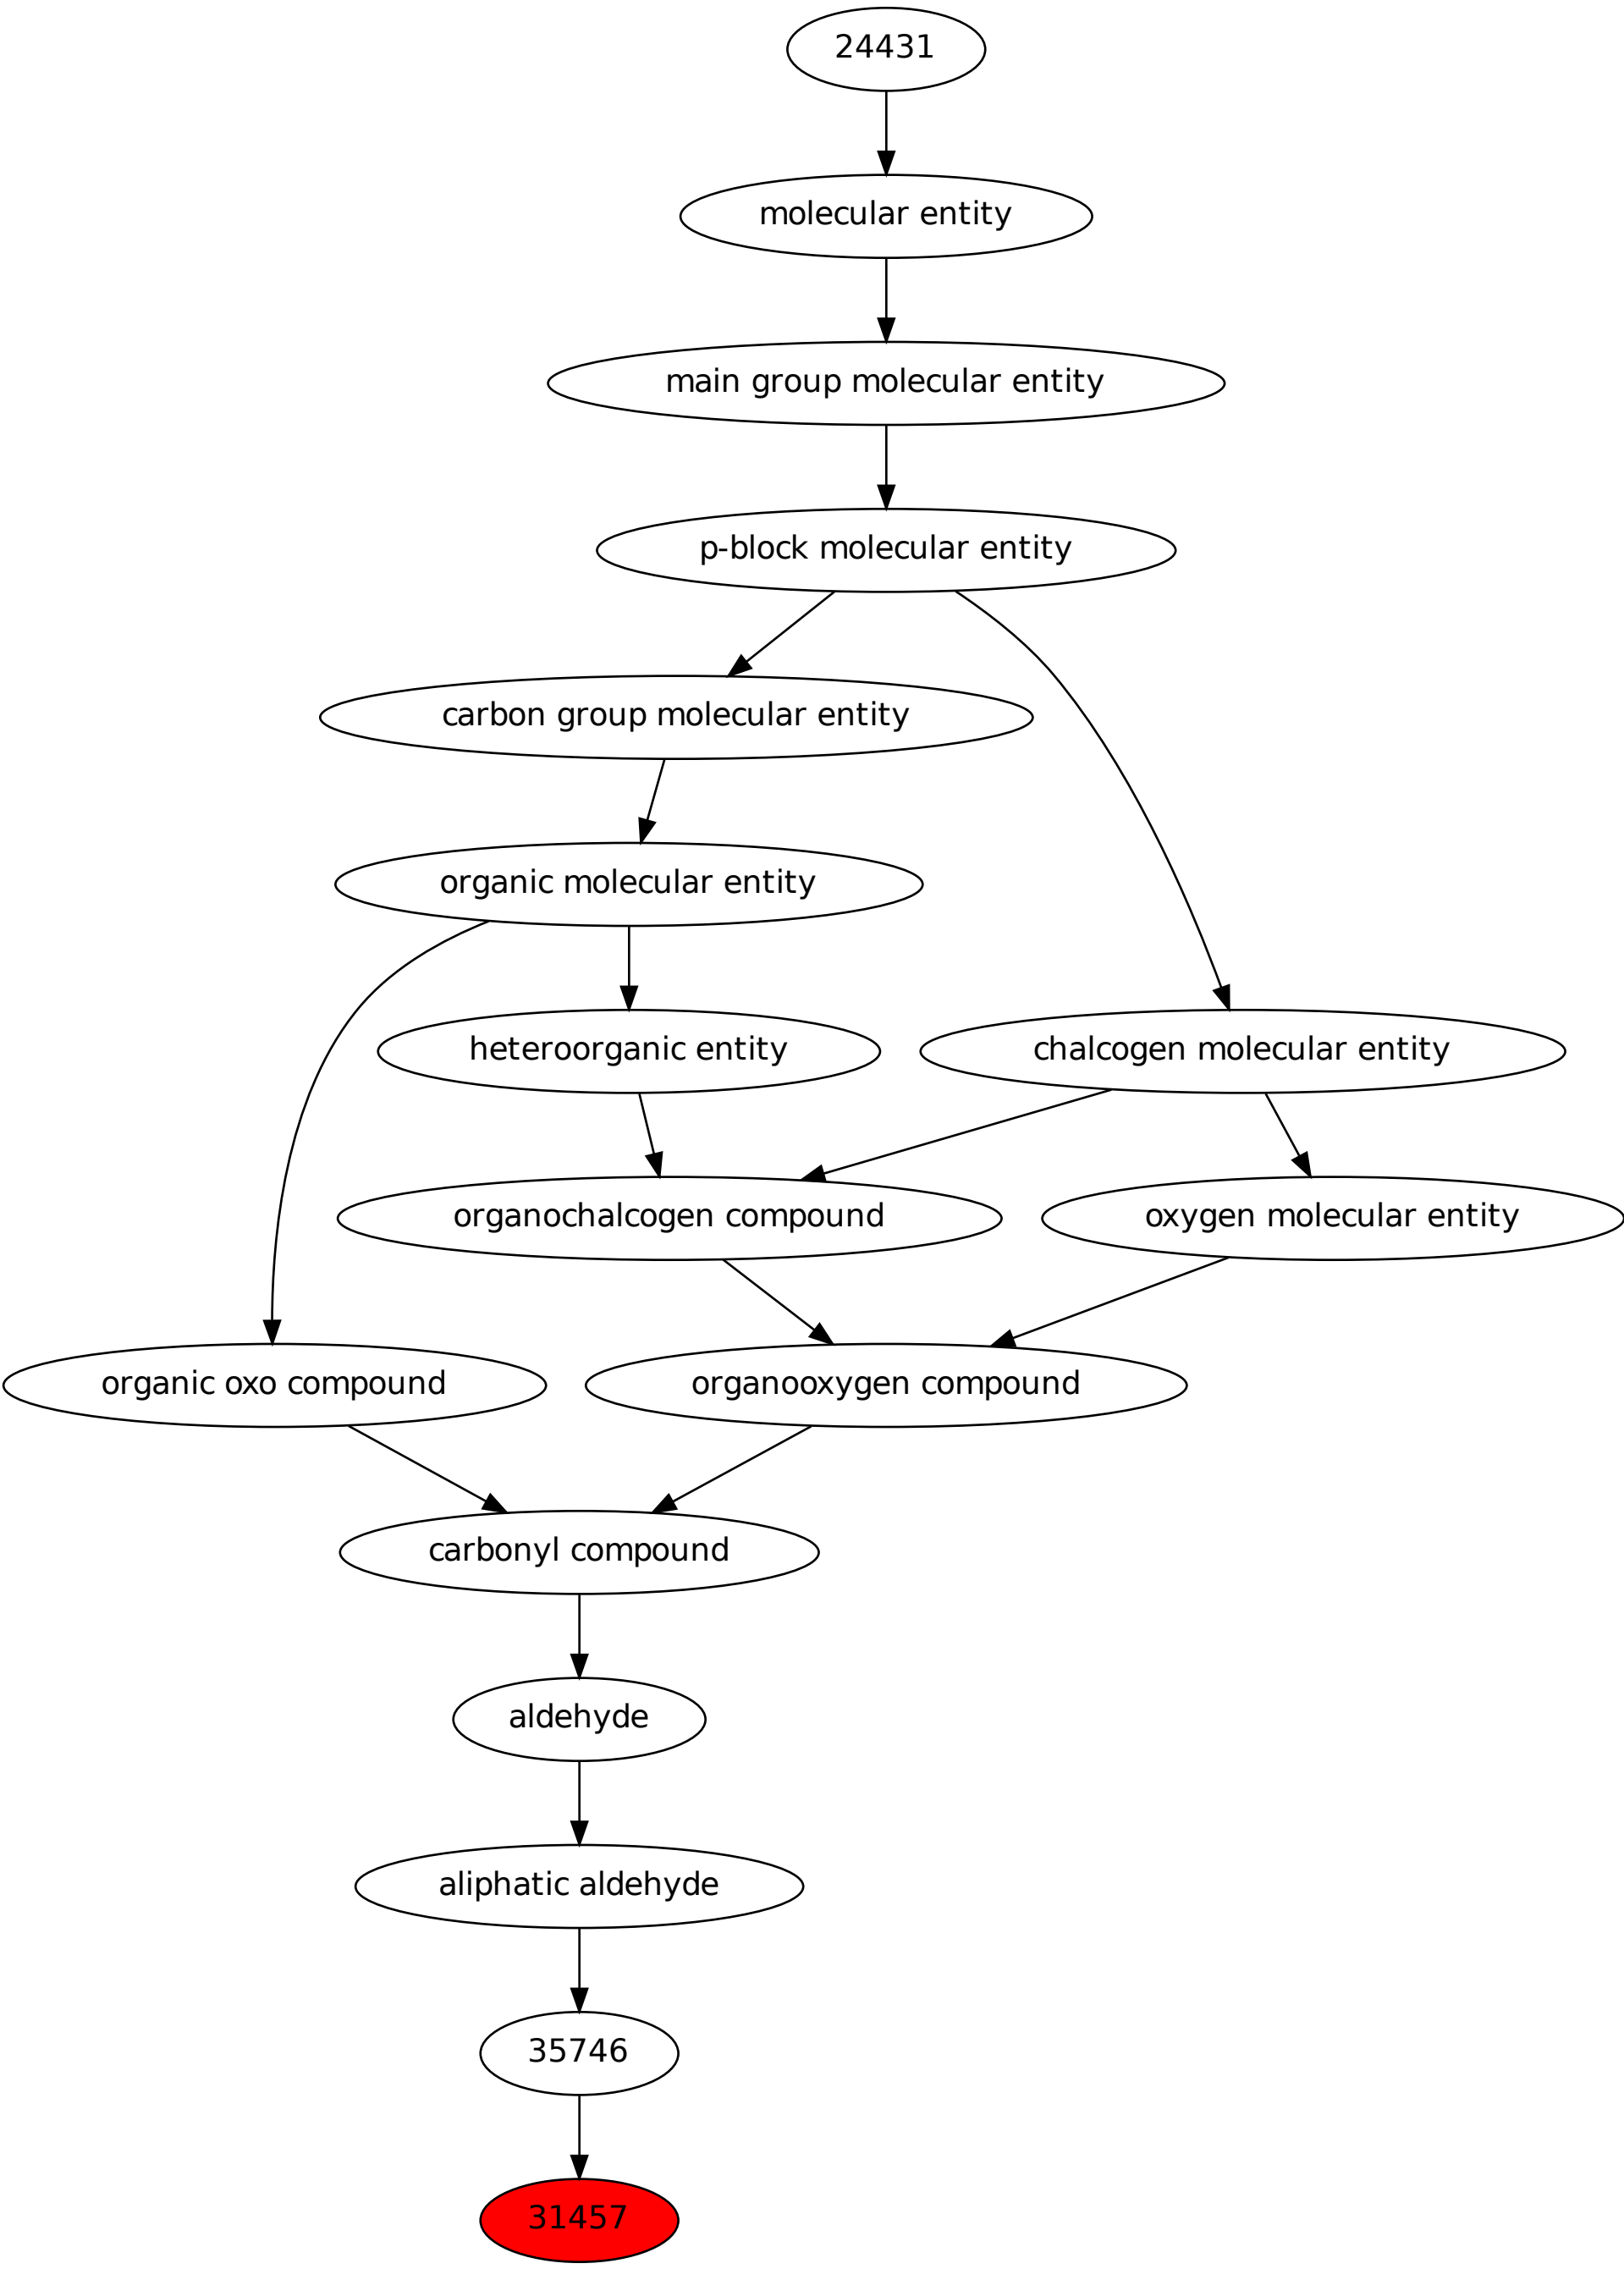 24431
molecular entity
main group molecular entity
p-block molecular entity
carbon group molecular entity
organic molecular entity
heteroorganic entity
chalcogen molecular entity
organochalcogen compound
oxygen molecular entity
organic oxo compound
organooxygen compound
carbonyl compound
aldehyde
aliphatic aldehyde
35746
31457